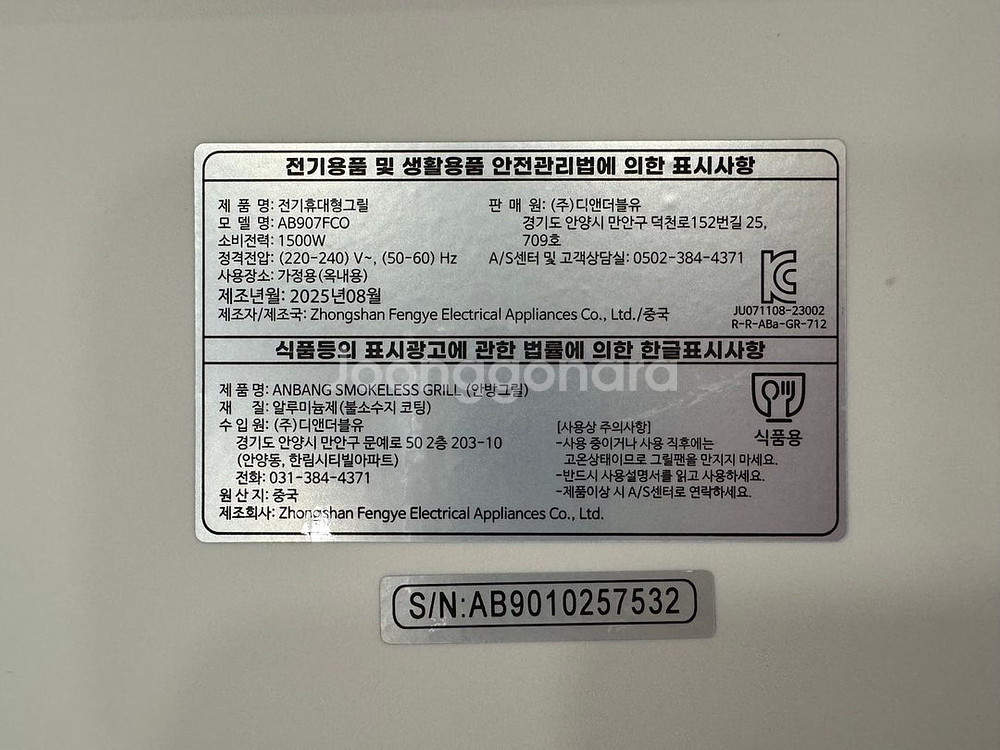 전기용품 및 생활용품 안전관리법에 의한 표시사항
제 품 명: 전기휴대형그릴
모 델 명: AB907FCO
소비전력: 1500W
정격전압: (220-240) V~, (50-60) Hz
사용장소: 가정용(옥내용)
제조년월: 2025년08월
제조자/제조국: Zhongshan Fengye Electrical Appliances Co., Ltd./중국
판 매 원: (주)디앤더블유
경기도 안양시 만안구 덕천로152번길 25,
709호
A/S센터 및 고객상담실: 0502-384-4371
JU071108-23002
R-R-ABa-GR-712
식품등의 표시광고에 관한 법률에 의한 한글표시사항
joonggonara
제 품 명: ANBANG SMOKELESS GRILL (안방그릴)
재 질: 알루미늄제(불소수지 코팅)
수 입 원: (주)디앤더블유
경기도 안양시 만안구 문예로 50 2층 203-10
(안양동, 한림시티빌아파트)
전화: 031-384-4371
원 산 지: 중국
제조회사: Zhongshan Fengye Electrical Appliances Co., Ltd.
[사용상 주의사항]
-사용 중이거나 사용 직후에는
고온상태이므로 그릴팬을 만지지 마세요.
-반드시 사용설명서를 읽고 사용하세요.
-제품이상 시 A/S센터로 연락하세요.
식품용
S/N:AB9010257532